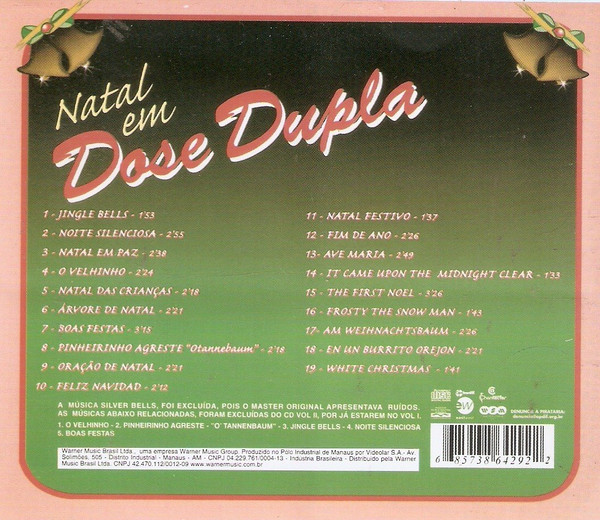 Natal
em
Dose Dupla
1 - JINGLE BELLS - 1'53
2 - NOITE SILENCIOSA - 2'55
3 - NATAL EM PAZ - 2'38
4 - O VELHINHO - 2'24
5 - NATAL DAS CRIANÇAS - 2'18
6 - ÁRVORE DE NATAL - 2'21
7 - BOAS FESTAS - 3'15
8 - PINHEIRINHO AGRESTE "Otannebaum" - 2'18
9 - ORAÇÃO DE NATAL - 2'21
10 - FELIZ NAVIDAD - 2'12
11 - NATAL FESTIVO - 1'37
12 - FIM DE ANO - 2'26
13 - AVE MARIA - 2'49
14 - IT CAME UPON THE MIDNIGHT CLEAR - 1'33
15 - THE FIRST NOEL - 3'26
16 - FROSTY THE SNOW MAN - 1'43
17 - AM WEIHNACHTSBAUM - 2'26
18 - EN UN BURRITO OREJON - 2'21
19 - WHITE CHRISTMAS - 1'41
A MÚSICA SILVER BELLS, FOI EXCLUÍDA, POIS O MASTER ORIGINAL APRESENTAVA RUÍDOS.
AS MÚSICAS ABAIXO RELACIONADAS, FORAM EXCLUÍDAS DO CD VOL II, POR JÁ ESTAREM NO VOL I.
1. O VELHINHO - 2. PINHEIRINHO AGRESTE - "O' TANNENBAUM" - 3. JINGLE BELLS - 4. NOITE SILENCIOSA
5. BOAS FESTAS
Warner Music Brasil Ltda., uma empresa Warner Music Group. Produzido no Pólo Industrial de Manaus por Videolar S.A - Av.
Solimões, 505 - Distrito Industrial - Manaus - AM - CNPJ 04.229.761/0004-13 - Indústria Brasileira - Distribuído pela Warner
Music Brasil Ltda. CNPJ 42.470.112/0012-09 www.warnermusic.com.br
DENUNCIE A PIRATARIA:
6 85738 64292 2